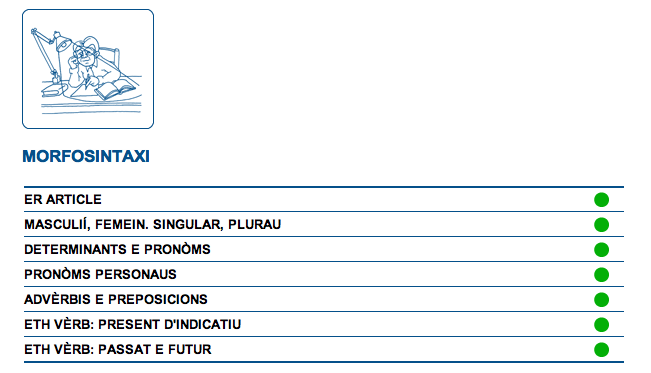 MORFOSINTAXI
ER ARTICLE
MASCULIÍ, FEMEIN. SINGULAR, PLURAU
DETERMINANTS E PRONÒMS
PRONÒMS PERSONAUS
ADVÈRBIS E PREPOSICIONS
ETH VÈRB: PRESENT D'INDICATIU
ETH VÈRB: PASSAT E FUTUR